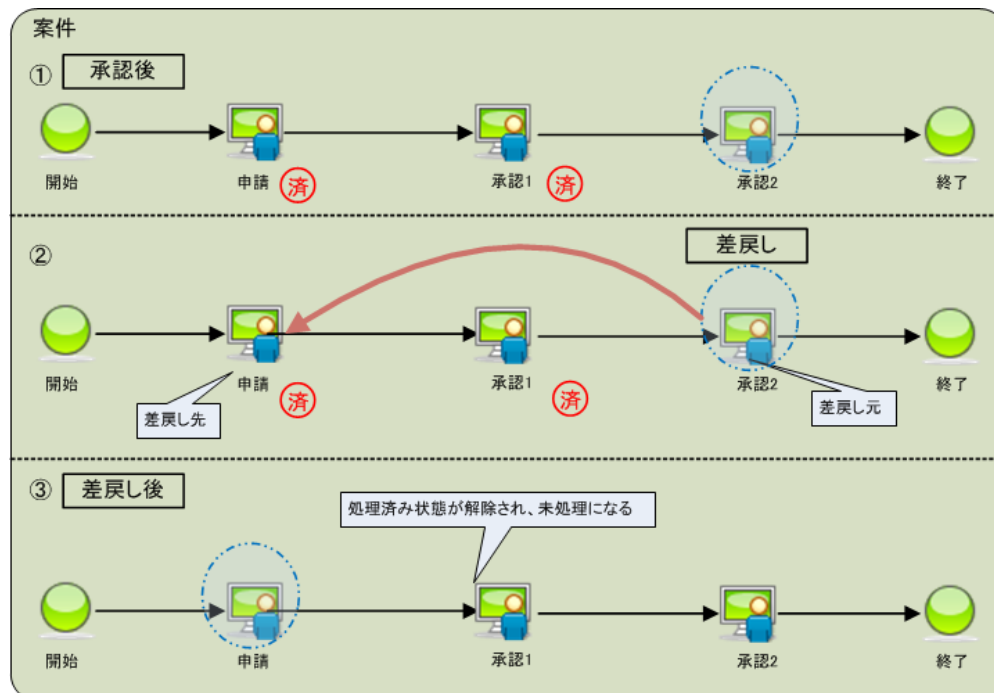 案件
① 承認後
開始 申請 済 承認1 済 承認2 終了
② 差戻し
開始 申請 済 承認1 済 承認2 終了
差戻し先 差戻し元
③ 差戻し後
処理済み状態が解除され、未処理になる
開始 申請 承認1 承認2 終了